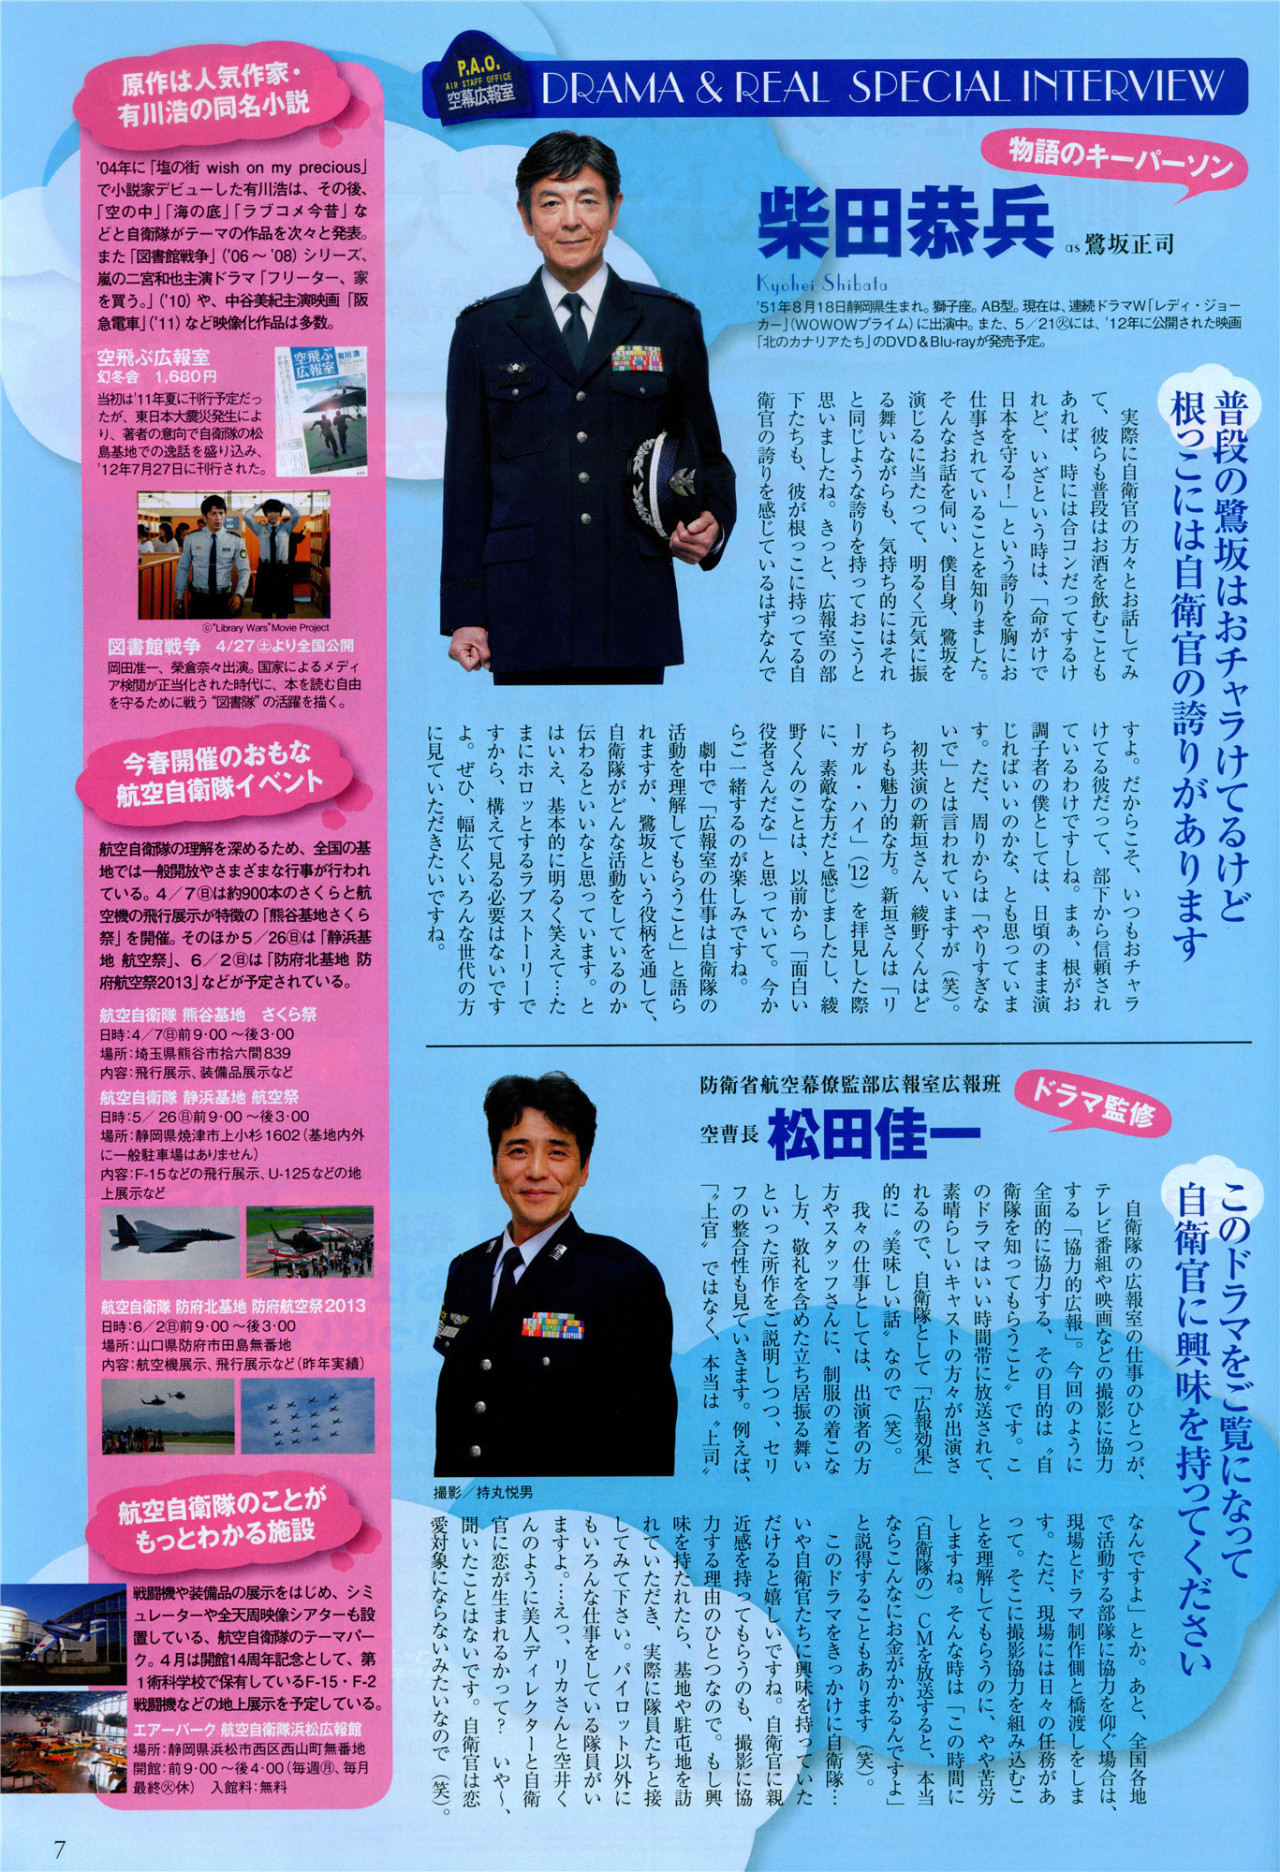 P.A.O.
AIR STAFF OFFICE
空幕広報室
DRAMA & REAL SPECIAL INTERVIEW
物語のキーパーソン
柴田恭兵 as 鷺坂正司
Kyohei Shibata
'51年8月18日静岡県生まれ。獅子座。AB型。現在は、連続ドラマW「レディ・ジョー
カー」(WOWOWプライム)に出演中。また、5／21㊋には、'12年に公開された映画
「北のカナリアたち」のDVD＆Blu-rayが発売予定。
普段の鷺坂はおチャラけてるけど
根っこには自衛官の誇りがあります
実際に自衛官の方々とお話してみ
て、彼らも普段はお酒を飲むことも
あれば、時には合コンだってするけ
れど、いざという時は、「命がけで
日本を守る！」という誇りを胸にお
仕事されていることを知りました。
そんなお話を伺い、僕自身、鷺坂を
演じるに当たって、明るく元気に振
る舞いながらも、気持ち的にはそれ
と同じような誇りを持っておこうと
思いましたね。きっと、広報室の部
下たちも、彼が根っこに持ってる自
衛官の誇りを感じているはずなんで
すよ。だからこそ、いつもおチャラ
けてる彼だって、部下から信頼され
ているわけですしね。まぁ、根がお
調子者の僕としては、日頃のまま演
じればいいのかな、とも思っていま
す。ただ、周りからは「やりすぎな
いで」とは言われていますが（笑）。
初共演の新垣さん、綾野くんはど
ちらも魅力的な方。新垣さんは「リ
ーガル・ハイ」（'12）を拝見した際
に、素敵な方だと感じましたし、綾
野くんのことは、以前から「面白い
役者さんだな」と思っていて。今か
らご一緒するのが楽しみですね。
劇中で「広報室の仕事は自衛隊の
活動を理解してもらうこと」と語ら
れますが、鷺坂という役柄を通して、
自衛隊がどんな活動をしているのか
伝わるといいなと思っています。と
はいえ、基本的に明るく笑えて…た
まにホロッとするラブストーリーで
すから、構えて見る必要はないです
よ。ぜひ、幅広くいろんな世代の方
に見ていただきたいですね。
ドラマ監修
防衛省航空幕僚監部広報室広報班
空曹長 松田佳一
このドラマをご覧になって
自衛官に興味を持ってください
自衛隊の広報室の仕事のひとつが、
テレビ番組や映画などの撮影に協力
する「協力的広報」。今回のように
全面的に協力する、その目的は〝自
衛隊を知ってもらうこと〟です。こ
のドラマはいい時間帯に放送されて、
素晴らしいキャストの方々が出演さ
れるので、自衛隊として「広報効果」
的に〝美味しい話〟なので（笑）。
我々の仕事としては、出演者の方
方やスタッフさんに、制服の着こな
し方、敬礼を含めた立ち居振る舞い
といった所作をご説明しつつ、セリ
フの整合性も見ていきます。例えば、
「〝上官〟ではなく、本当は〝上司〟
なんですよ」とか。あと、全国各地
で活動する部隊に協力を仰ぐ場合は、
現場とドラマ制作側と橋渡しをしま
す。ただ、現場には日々の任務があ
って。そこに撮影協力を組み込むこ
とを理解してもらうのに、やや苦労
しますね。そんな時は「この時間に
（自衛隊の）CMを放送すると、本当
ならこんなにお金がかかるんですよ」
と説得することもあります（笑）。
このドラマをきっかけに自衛隊…
いや自衛官たちに興味を持っていた
だけると嬉しいですね。自衛官に親
近感を持ってもらうのも、撮影に協
力する理由のひとつなので。もし興
味を持たれたら、基地や駐屯地を訪
れていただき、実際に隊員たちと接
してみて下さい。パイロット以外に
もいろんな仕事をしている隊員がい
ますよ。…えっ、リカさんと空井く
んのように美人ディレクターと自衛
官に恋が生まれるかって？　いや～、
聞いたことはないです。自衛官は恋
愛対象にならないみたいなので（笑）。
撮影／持丸悦男
原作は人気作家・
有川浩の同名小説
'04年に「塩の街 wish on my precious」
で小説家デビューした有川浩は、その後、
「空の中」「海の底」「ラブコメ今昔」な
どと自衛隊がテーマの作品を次々と発表。
また「図書館戦争」('06～'08)シリーズ、
嵐の二宮和也主演ドラマ「フリーター、家
を買う。」('10)や、中谷美紀主演映画「阪
急電車」('11)など映像化作品は多数。
空飛ぶ広報室
幻冬舎　1,680円
当初は'11年夏に刊行予定だっ
たが、東日本大震災発生によ
り、著者の意向で自衛隊の松
島基地での逸話を盛り込み、
'12年7月27日に刊行された。
空飛ぶ
広報室
有川浩
©"Library Wars"Movie Project
図書館戦争　4/27㊏より全国公開
岡田准一、榮倉奈々出演。国家によるメディ
ア検閲が正当化された時代に、本を読む自由
を守るために戦う“図書隊”の活躍を描く。
今春開催のおもな
航空自衛隊イベント
航空自衛隊の理解を深めるため、全国の基
地では一般開放やさまざまな行事が行われ
ている。4／7㊐は約900本のさくらと航
空機の飛行展示が特徴の「熊谷基地さくら
祭」を開催。そのほか5／26㊐は「静浜基
地 航空祭」、6／2㊐は「防府北基地 防
府航空祭2013」などが予定されている。
航空自衛隊 熊谷基地　さくら祭
日時：4／7㊐前9・00～後3・00
場所：埼玉県熊谷市拾六間839
内容：飛行展示、装備品展示など
航空自衛隊 静浜基地 航空祭
日時：5／26㊐前9・00～後3・00
場所：静岡県焼津市上小杉1602(基地内外
に一般駐車場はありません)
内容：F-15などの飛行展示、U-125などの地
上展示など
航空自衛隊 防府北基地 防府航空祭2013
日時：6／2㊐前9・00～後3・00
場所：山口県防府市田島無番地
内容：航空機展示、飛行展示など(昨年実績)
航空自衛隊のことが
もっとわかる施設
戦闘機や装備品の展示をはじめ、シミ
ュレーターや全天周映像シアターも設
置している、航空自衛隊のテーマパー
ク。4月は開館14周年記念として、第
1術科学校で保有しているF-15・F-2
戦闘機などの地上展示を予定している。
エアーパーク 航空自衛隊浜松広報館
場所：静岡県浜松市西区西山町無番地
開館：前9・00～後4・00(毎週㊊、毎月
最終㊋休)　入館料：無料
7